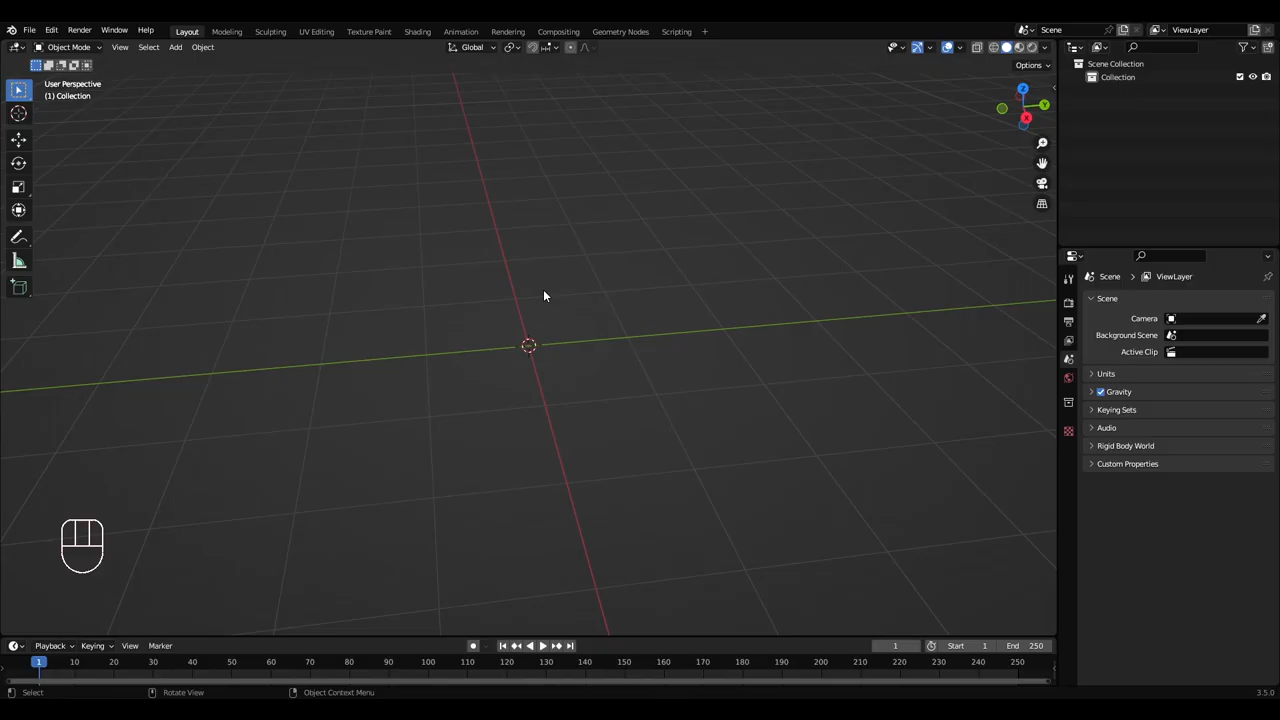 File Edit Render Window Help Layout Modeling Sculpting UV Editing Texture Paint Shading Animation Rendering Compositing Geometry Nodes Scripting + Scene ViewLayer
Object Mode View Select Add Object Global
Options
User Perspective
(1) Collection
Scene Collection
Collection
Z
Y
X
Scene > ViewLayer
Scene
Camera
Background Scene
Active Clip
Units
Gravity
Keying Sets
Audio
Rigid Body World
Custom Properties
Playback Keying View Marker 1 Start 1 End 250
1 10 20 30 40 50 60 70 80 90 100 110 120 130 140 150 160 170 180 190 200 210 220 230 240 250
Select Rotate View Object Context Menu 3.5.0